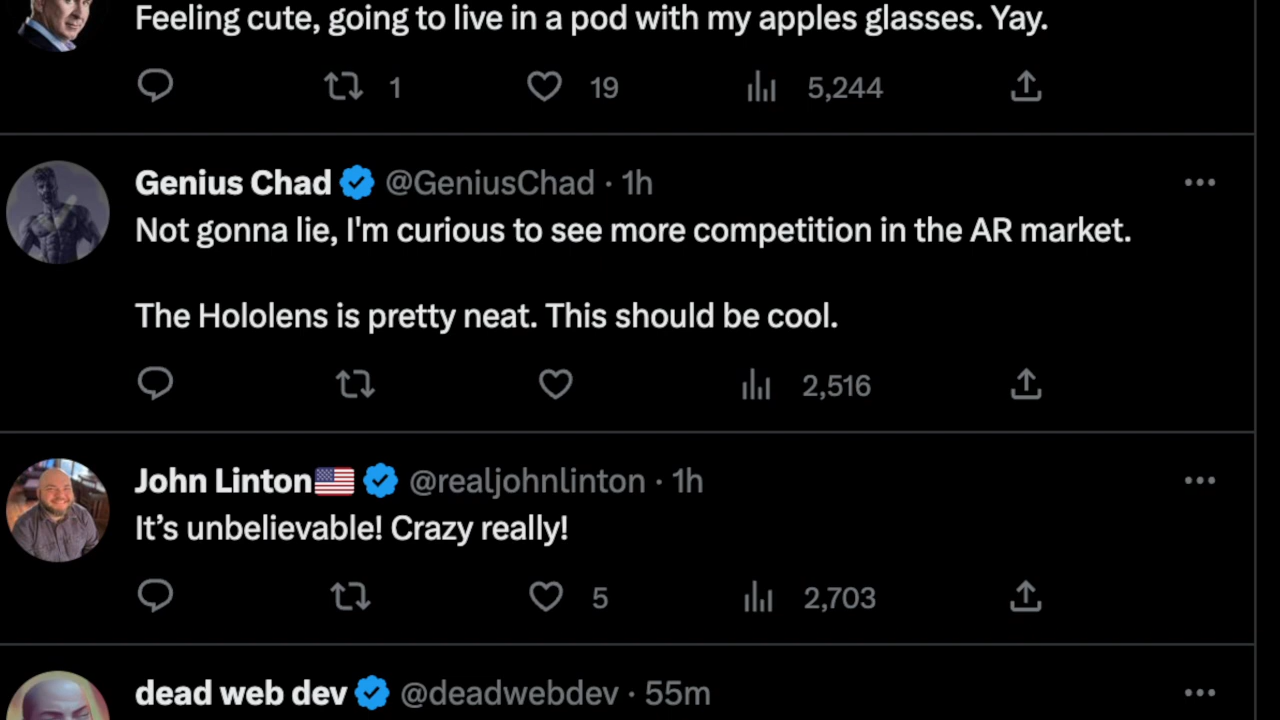 Feeling cute, going to live in a pod with my apples glasses. Yay.
1 19 5,244
Genius Chad @GeniusChad · 1h
Not gonna lie, I'm curious to see more competition in the AR market.
The Hololens is pretty neat. This should be cool.
2,516
John Linton🇺🇸 @realjohnlinton · 1h
It’s unbelievable! Crazy really!
5 2,703
dead web dev @deadwebdev · 55m